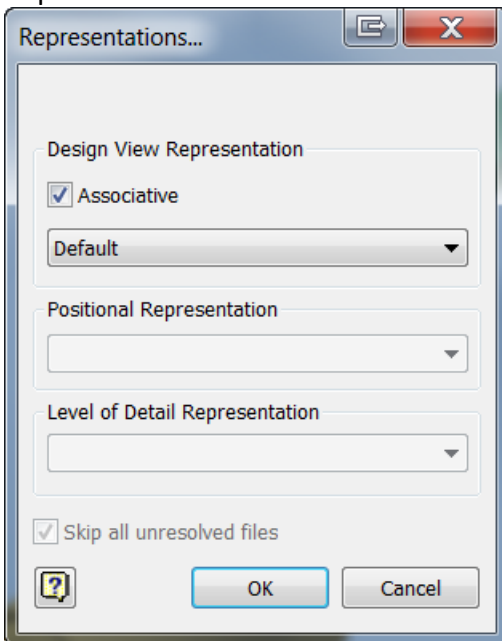 Representations...
Design View Representation
Associative
Default
Positional Representation
Level of Detail Representation
Skip all unresolved files
OK
Cancel